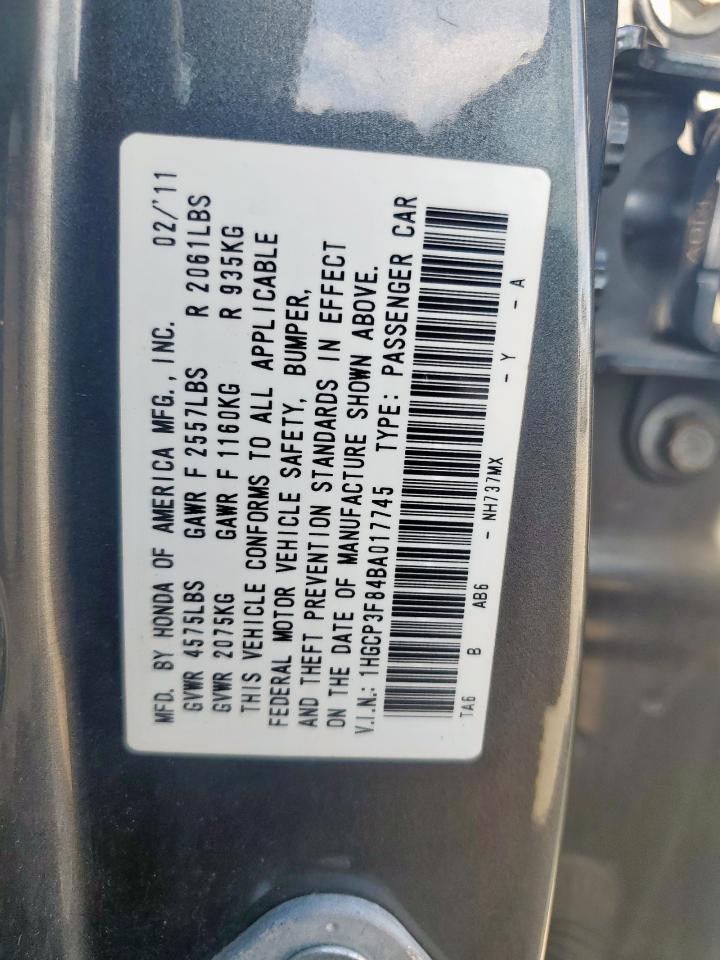 MFD. BY HONDA OF AMERICA MFG., INC. 02/'11
GVWR 4575LBS GAWR F 2557LBS R 2061LBS
GVWR 2075KG GAWR F 1160KG R 935KG
THIS VEHICLE CONFORMS TO ALL APPLICABLE
FEDERAL MOTOR VEHICLE SAFETY, BUMPER,
AND THEFT PREVENTION STANDARDS IN EFFECT
ON THE DATE OF MANUFACTURE SHOWN ABOVE.
V.I.N.: 1HGCP3F84BA017745 TYPE: PASSENGER CAR
TA6 B AB6 - NH737MX - Y - A